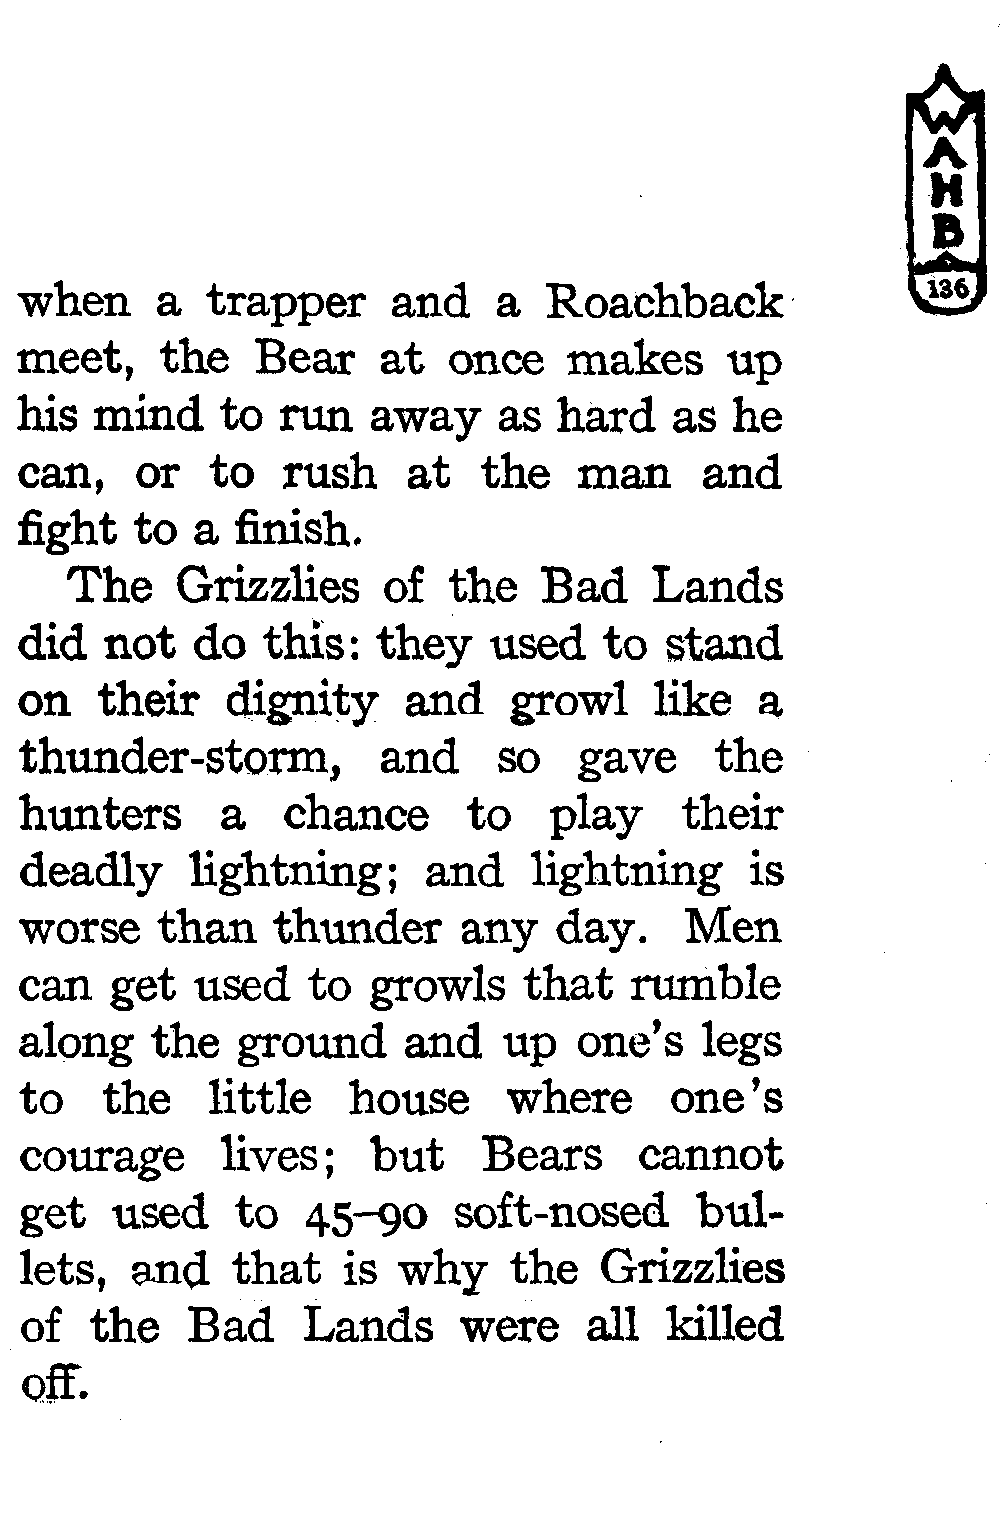 WAHB
136
when a trapper and a Roachback
meet, the Bear at once makes up
his mind to run away as hard as he
can, or to rush at the man and
fight to a finish.
The Grizzlies of the Bad Lands
did not do this: they used to stand
on their dignity and growl like a
thunder-storm, and so gave the
hunters a chance to play their
deadly lightning; and lightning is
worse than thunder any day. Men
can get used to growls that rumble
along the ground and up one's legs
to the little house where one's
courage lives; but Bears cannot
get used to 45–90 soft-nosed bul-
lets, and that is why the Grizzlies
of the Bad Lands were all killed
off.